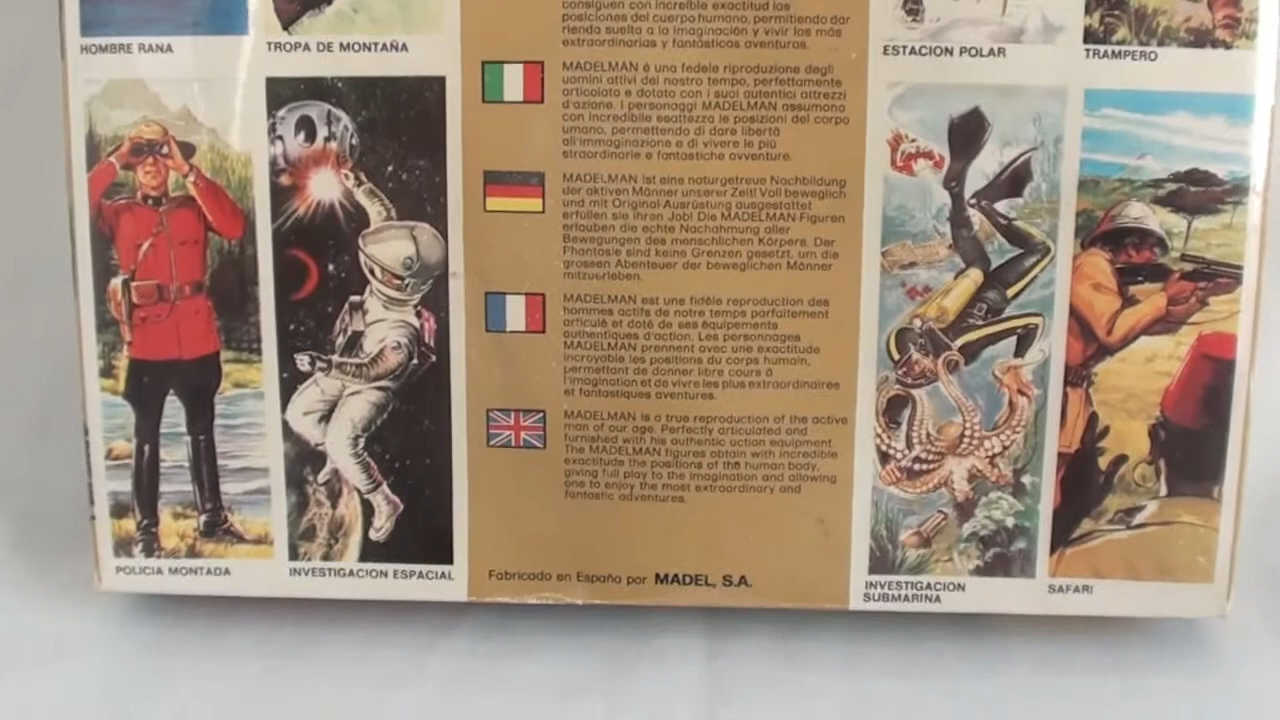 HOMBRE RANA
TROPA DE MONTAÑA
consiguen con increíble exactitud las
posiciones del cuerpo humano, permitiendo dar
rienda suelta a la imaginación y vivir las más
extraordinarias y fantásticas aventuras.
ESTACION POLAR
TRAMPERO
MADELMAN è una fedele riproduzione degli
uomini attivi del nostro tempo, perfettamente
articolato e dotato con i suoi autentici attrezzi
d'azione. I personaggi MADELMAN assumono
con incredibile esattezza le posizioni del corpo
umano, permettendo di dare libertà
all'immaginazione e di vivere le più
straordinarie e fantastiche avventure.
MADELMAN ist eine naturgetreue Nachbildung
der aktiven Männer unserer Zeit! Voll beweglich
und mit Original-Ausrüstung ausgestattet
erfüllen sie ihren Job! Die MADELMAN-Figuren
erlauben die echte Nachahmung aller
Bewegungen des menschlichen Körpers. Der
Phantasie sind keine Grenzen gesetzt, um die
grossen Abenteuer der beweglichen Männer
mitzuerleben.
MADELMAN est une fidèle reproduction des
hommes actifs de notre temps parfaitement
articulé et doté de ses équipements
authentiques d'action. Les personnages
MADELMAN prennent avec une exactitude
incroyable les positions du corps humain,
permettant de donner libre cours à
l'imagination et de vivre les plus extraordinaires
et fantastiques aventures.
MADELMAN is a true reproduction of the active
man of our age. Perfectly articulated and
furnished with his authentic action equipment.
The MADELMAN figures obtain with incredible
exactitude the positions of the human body,
giving full play to the imagination and allowing
one to enjoy the most extraordinary and
fantastic adventures.
POLICIA MONTADA
INVESTIGACION ESPACIAL
Fabricado en España por MADEL, S.A.
INVESTIGACION
SUBMARINA
SAFARI